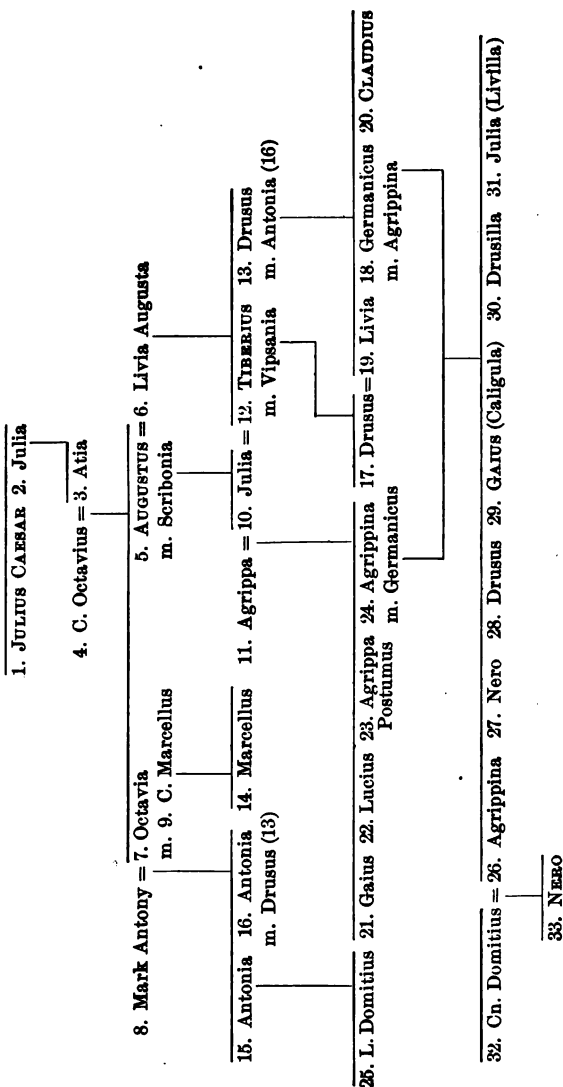 1. JULIUS CAESAR 2. Julia
4. C. Octavius = 3. Atia
8. Mark Antony = 7. Octavia 5. AUGUSTUS = 6. Livia Augusta
m. 9. C. Marcellus m. Scribonia
15. Antonia 16. Antonia 14. Marcellus 11. Agrippa = 10. Julia = 12. TIBERIUS 13. Drusus
m. Drusus (13) m. Vipsania m. Antonia (16)
25. L. Domitius 21. Gaius 22. Lucius 23. Agrippa 24. Agrippina 17. Drusus = 19. Livia 18. Germanicus 20. CLAUDIUS
Postumus m. Germanicus m. Agrippina
32. Cn. Domitius = 26. Agrippina 27. Nero 28. Drusus 29. GAIUS (Caligula) 30. Drusilla 31. Julia (Livilla)
33. NERO